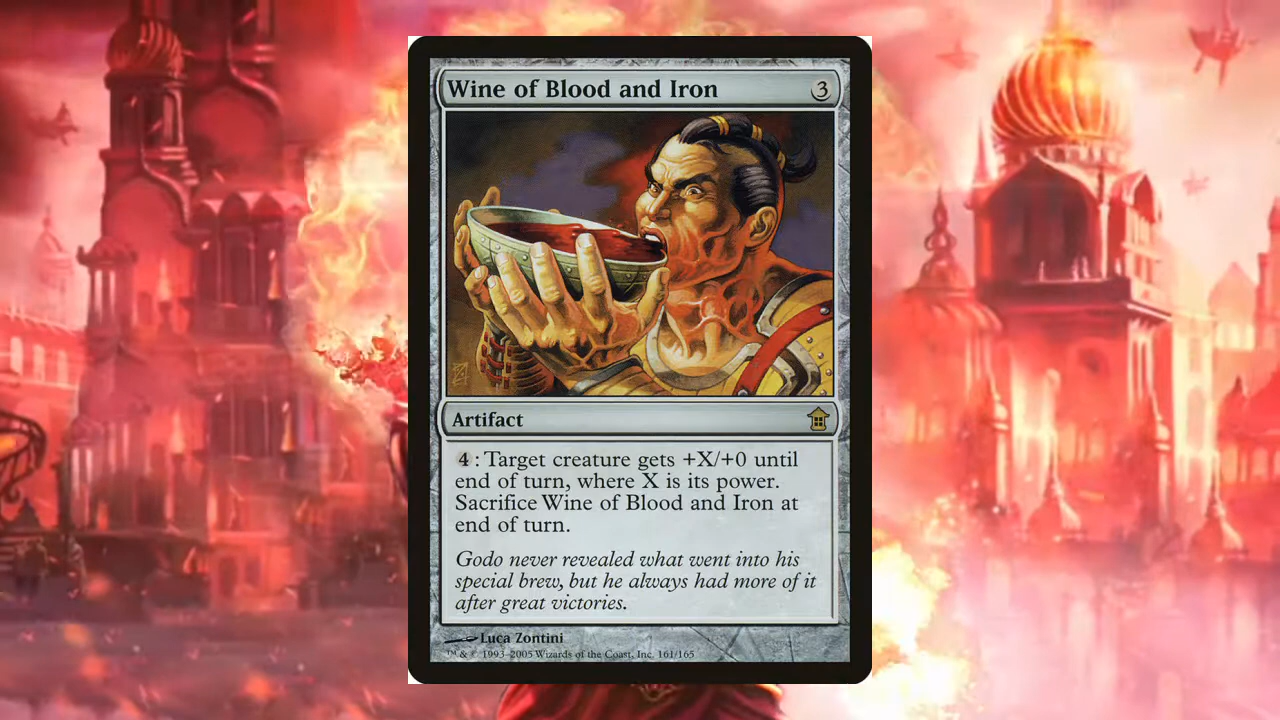 Wine of Blood and Iron 3
Artifact
4: Target creature gets +X/+0 until
end of turn, where X is its power.
Sacrifice Wine of Blood and Iron at
end of turn.
Godo never revealed what went into his
special brew, but he always had more of it
after great victories.
Luca Zontini
™ & © 1993-2005 Wizards of the Coast, Inc. 161/165